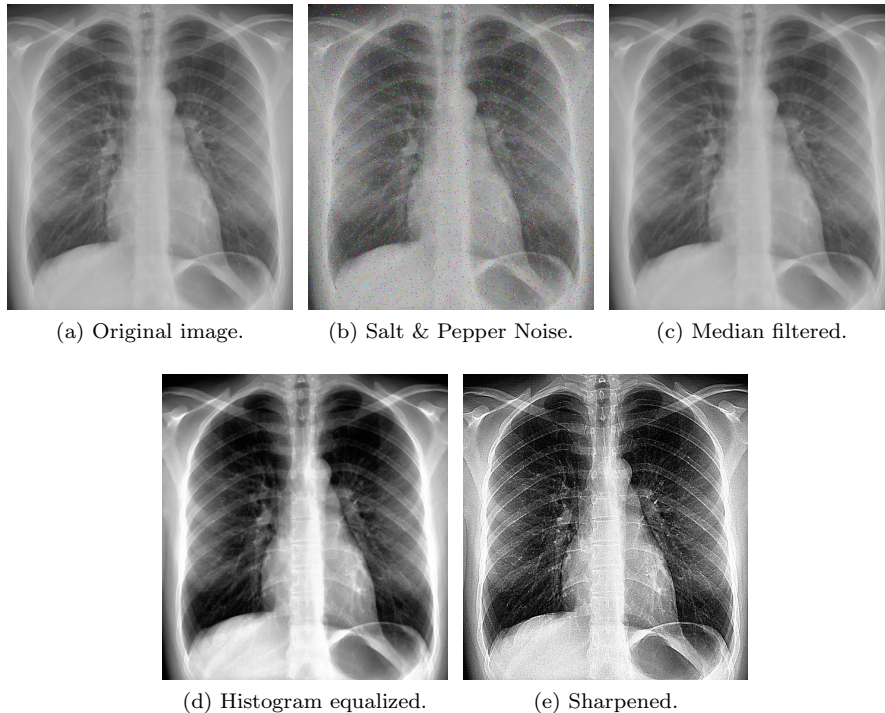 (a) Original image.
(b) Salt & Pepper Noise.
(c) Median filtered.
(d) Histogram equalized.
(e) Sharpened.